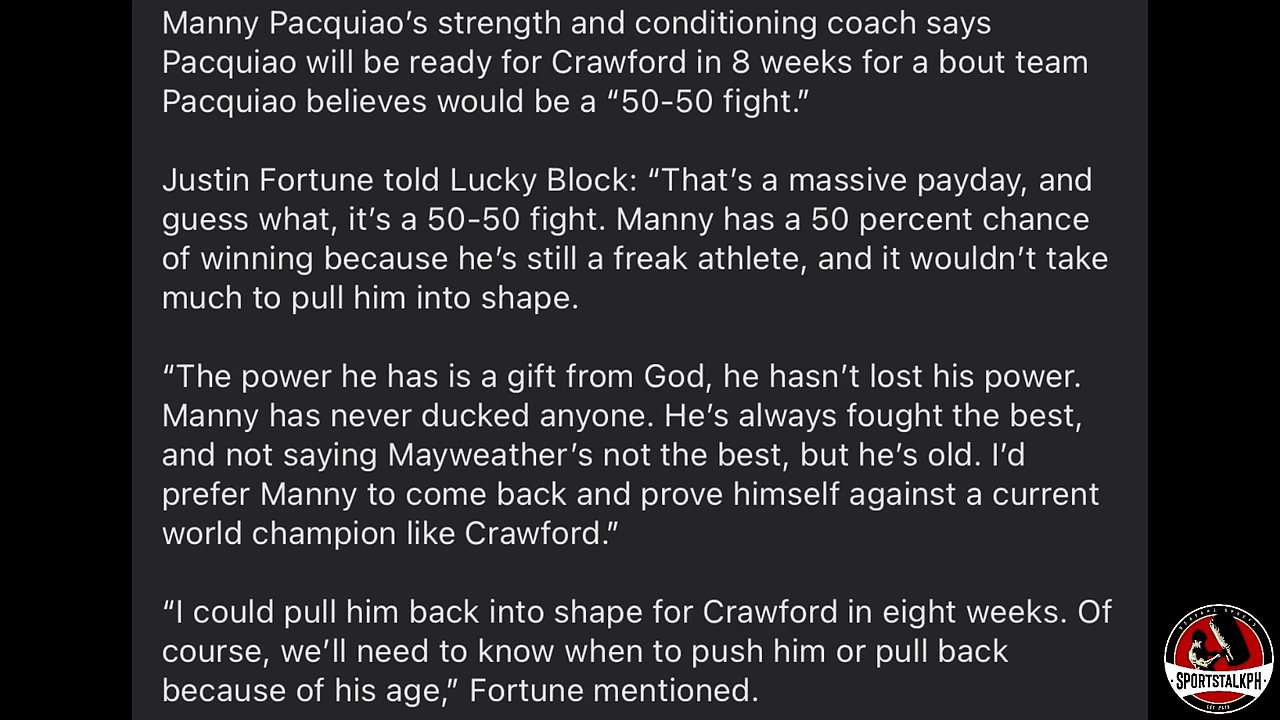 Manny Pacquiao’s strength and conditioning coach says
Pacquiao will be ready for Crawford in 8 weeks for a bout team
Pacquiao believes would be a “50-50 fight.”
Justin Fortune told Lucky Block: “That’s a massive payday, and
guess what, it’s a 50-50 fight. Manny has a 50 percent chance
of winning because he’s still a freak athlete, and it wouldn’t take
much to pull him into shape.
“The power he has is a gift from God, he hasn’t lost his power.
Manny has never ducked anyone. He’s always fought the best,
and not saying Mayweather’s not the best, but he’s old. I’d
prefer Manny to come back and prove himself against a current
world champion like Crawford.”
“I could pull him back into shape for Crawford in eight weeks. Of
course, we’ll need to know when to push him or pull back
because of his age,” Fortune mentioned.
SPORTSTALKPH